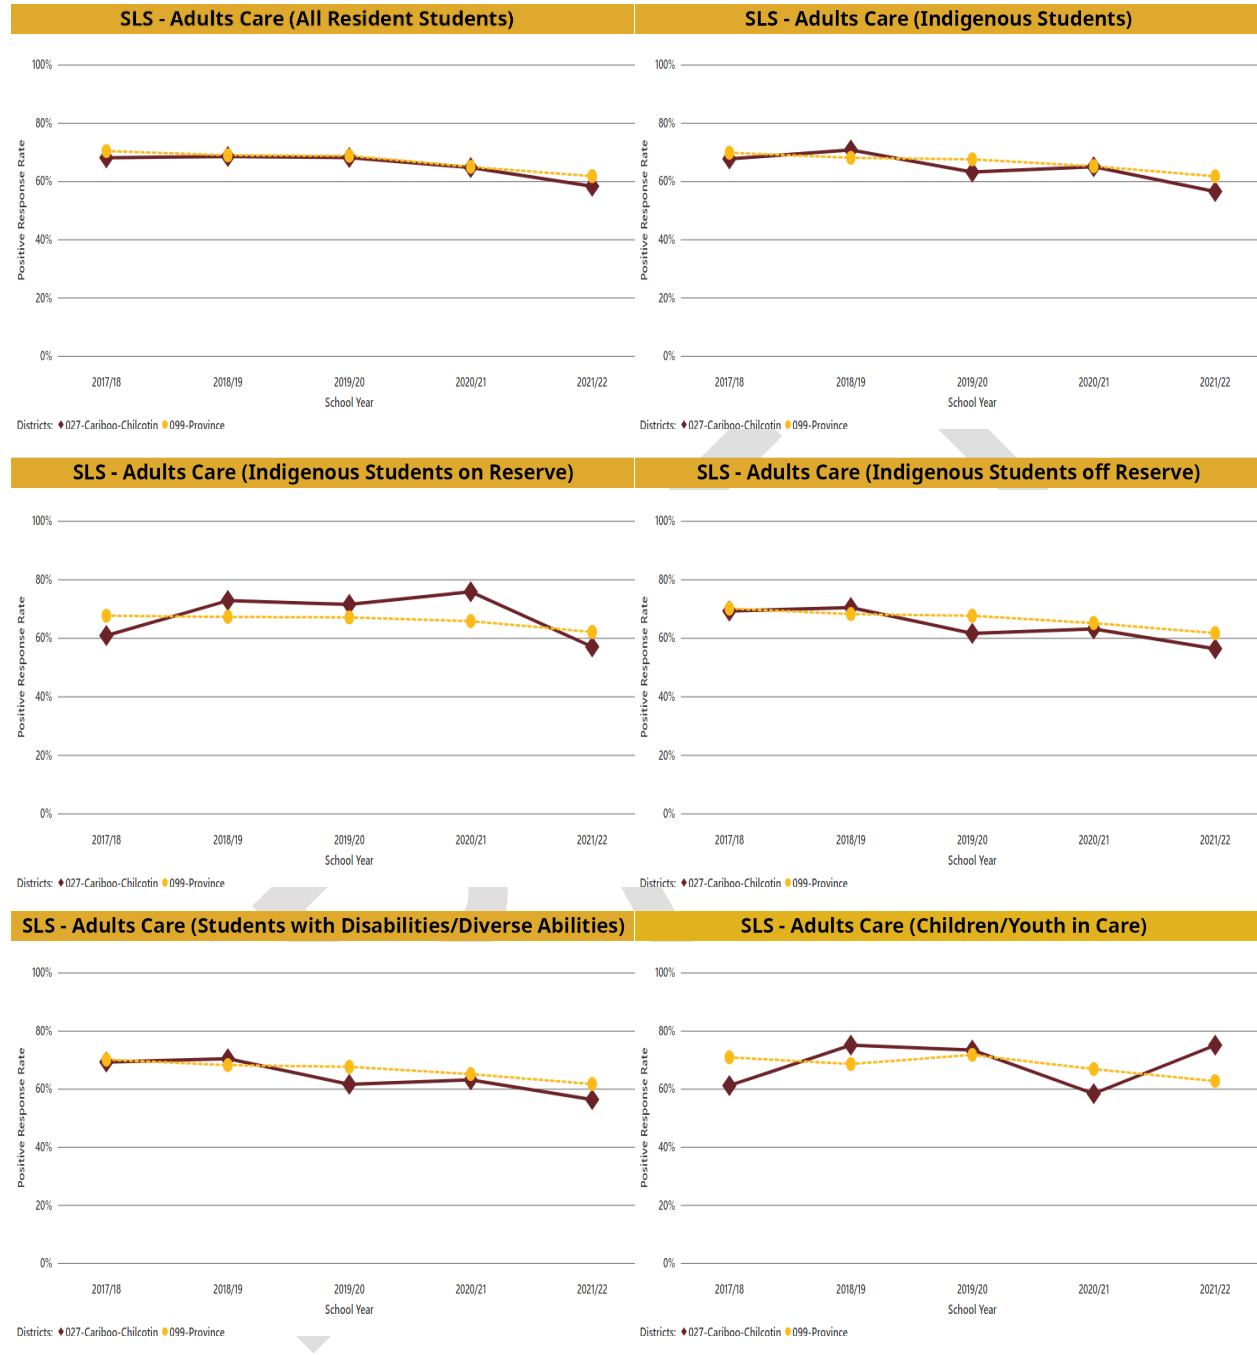 SLS - Adults Care (All Resident Students)
100%
80%
60%
40%
20%
0%
Positive Response Rate
2017/18 2018/19 2019/20 2020/21 2021/22
School Year
Districts: 027-Cariboo-Chilcotin 099-Province
SLS - Adults Care (Indigenous Students)
100%
80%
60%
40%
20%
0%
Positive Response Rate
2017/18 2018/19 2019/20 2020/21 2021/22
School Year
Districts: 027-Cariboo-Chilcotin 099-Province
SLS - Adults Care (Indigenous Students on Reserve)
100%
80%
60%
40%
20%
0%
Positive Response Rate
2017/18 2018/19 2019/20 2020/21 2021/22
School Year
Districts: 027-Cariboo-Chilcotin 099-Province
SLS - Adults Care (Indigenous Students off Reserve)
100%
80%
60%
40%
20%
0%
Positive Response Rate
2017/18 2018/19 2019/20 2020/21 2021/22
School Year
Districts: 027-Cariboo-Chilcotin 099-Province
SLS - Adults Care (Students with Disabilities/Diverse Abilities)
100%
80%
60%
40%
20%
0%
Positive Response Rate
2017/18 2018/19 2019/20 2020/21 2021/22
School Year
Districts: 027-Cariboo-Chilcotin 099-Province
SLS - Adults Care (Children/Youth in Care)
100%
80%
60%
40%
20%
0%
Positive Response Rate
2017/18 2018/19 2019/20 2020/21 2021/22
School Year
Districts: 027-Cariboo-Chilcotin 099-Province